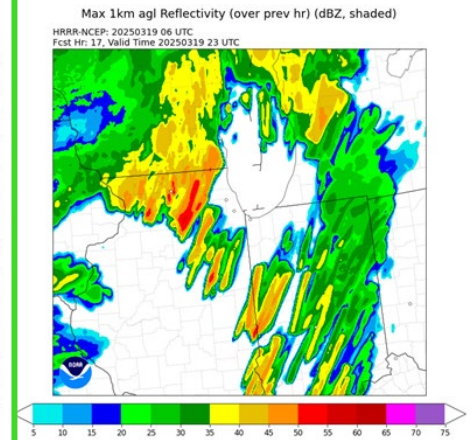 Max 1km agl Reflectivity (over prev hr) (dBZ, shaded)
HRRR-NCEP: 20250319 06 UTC
Fcst Hr: 17, Valid Time 20250319 23 UTC
NOAA
5 10 15 20 25 30 35 40 45 50 55 60 65 70 75